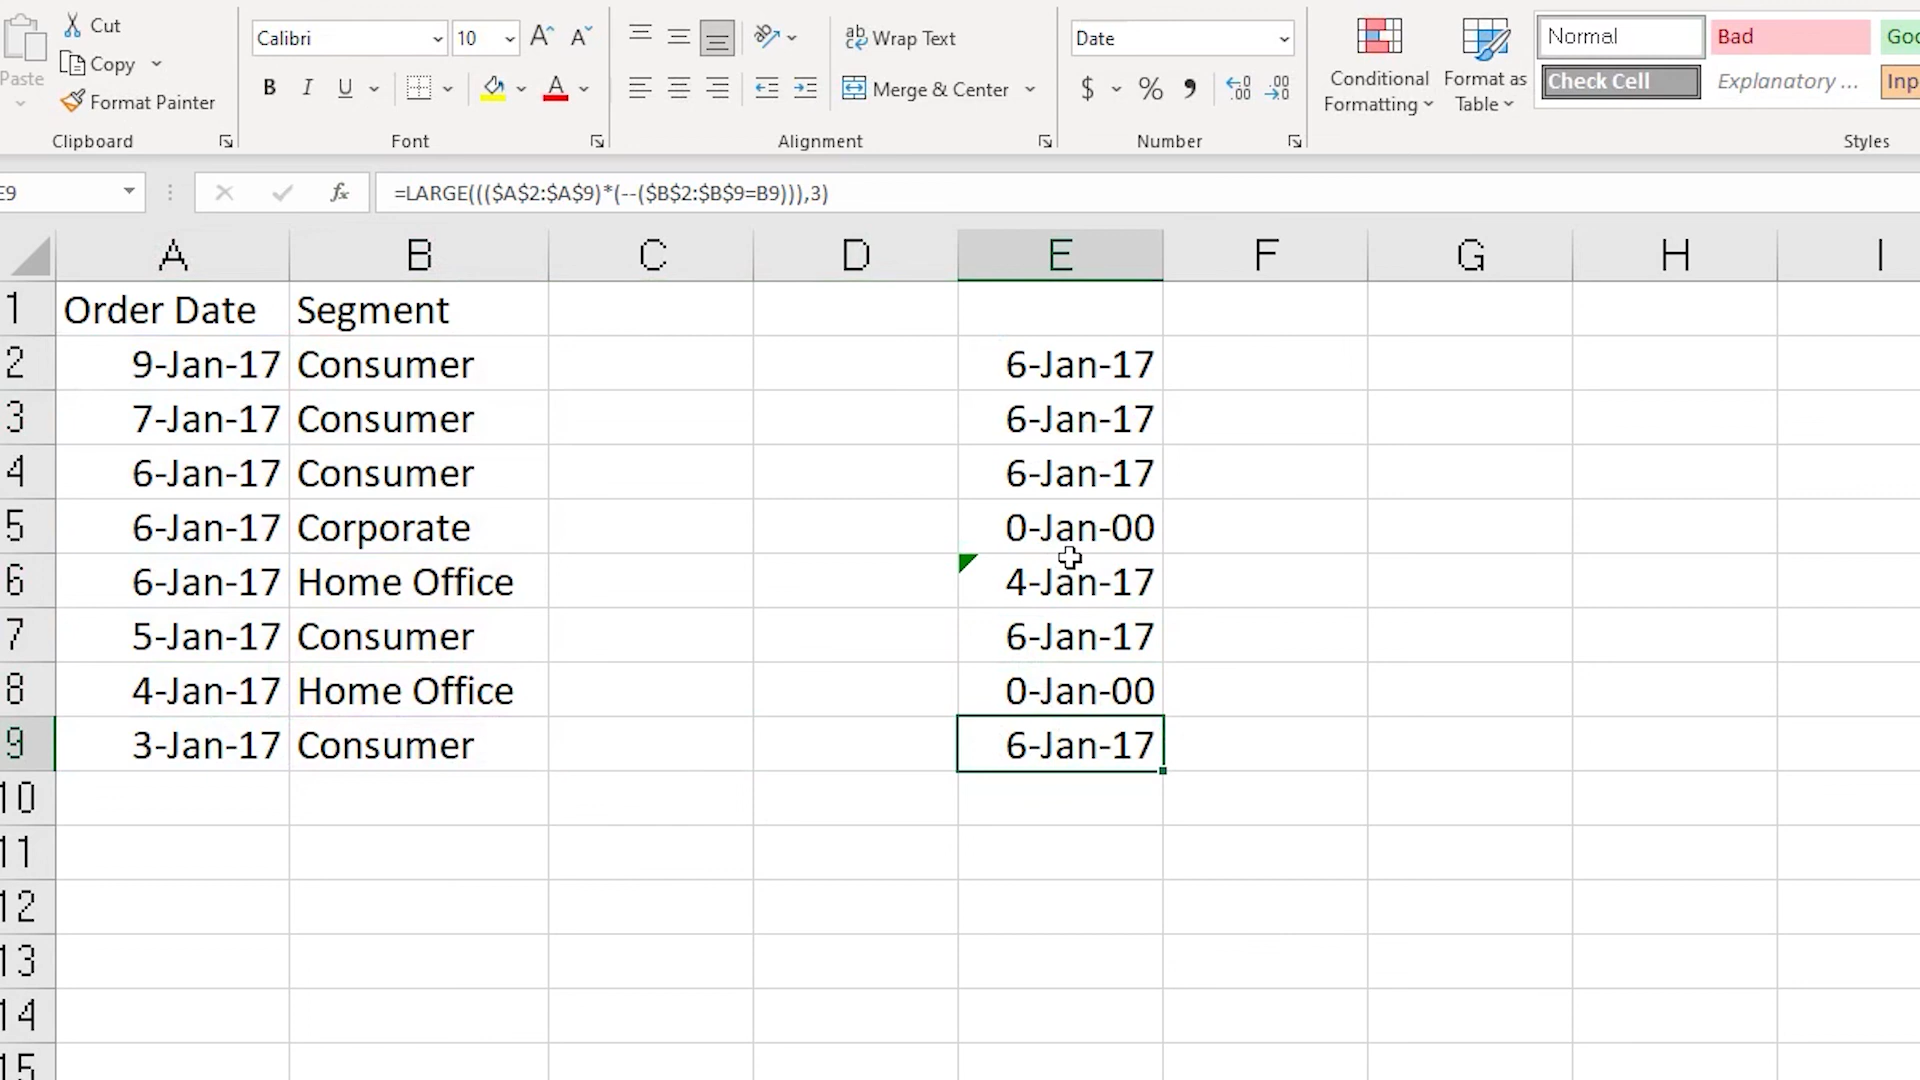 Cut
Calibri
10
Wrap Text
Date
Normal
Bad
Paste
Copy
B I U
Merge & Center
$ %
Conditional Formatting
Format as Table
Check Cell
Explanatory ...
Format Painter
Clipboard
Font
Alignment
Number
Styles
E9
fx
=LARGE((($A$2:$A$9)*(--($B$2:$B$9=B9))),3)
A B C D E F G H I
1 Order Date Segment
2 9-Jan-17 Consumer 6-Jan-17
3 7-Jan-17 Consumer 6-Jan-17
4 6-Jan-17 Consumer 6-Jan-17
5 6-Jan-17 Corporate 0-Jan-00
6 6-Jan-17 Home Office 4-Jan-17
7 5-Jan-17 Consumer 6-Jan-17
8 4-Jan-17 Home Office 0-Jan-00
9 3-Jan-17 Consumer 6-Jan-17
10
11
12
13
14
15